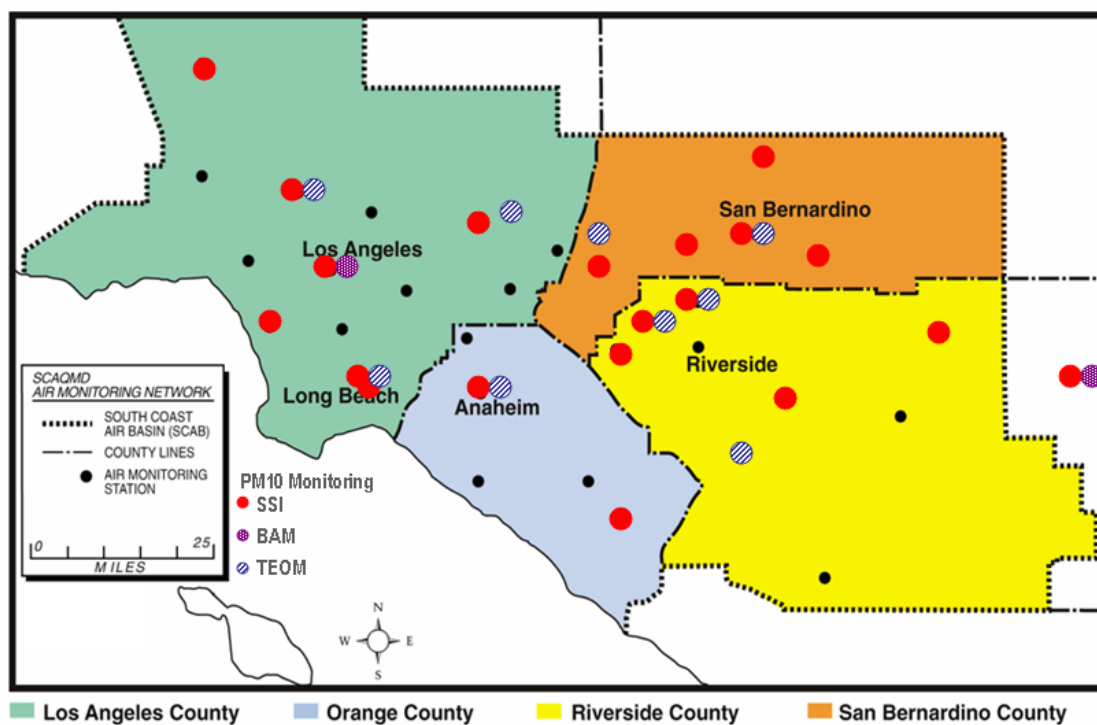 San Bernardino
Los Angeles
Riverside
Long Beach
Anaheim
SCAQMD
AIR MONITORING NETWORK
SOUTH COAST
AIR BASIN (SCAB)
COUNTY LINES
AIR MONITORING
STATION
0 25
MILES
PM10 Monitoring
SSI
BAM
TEOM
N
W E
S
Los Angeles County Orange County Riverside County San Bernardino County